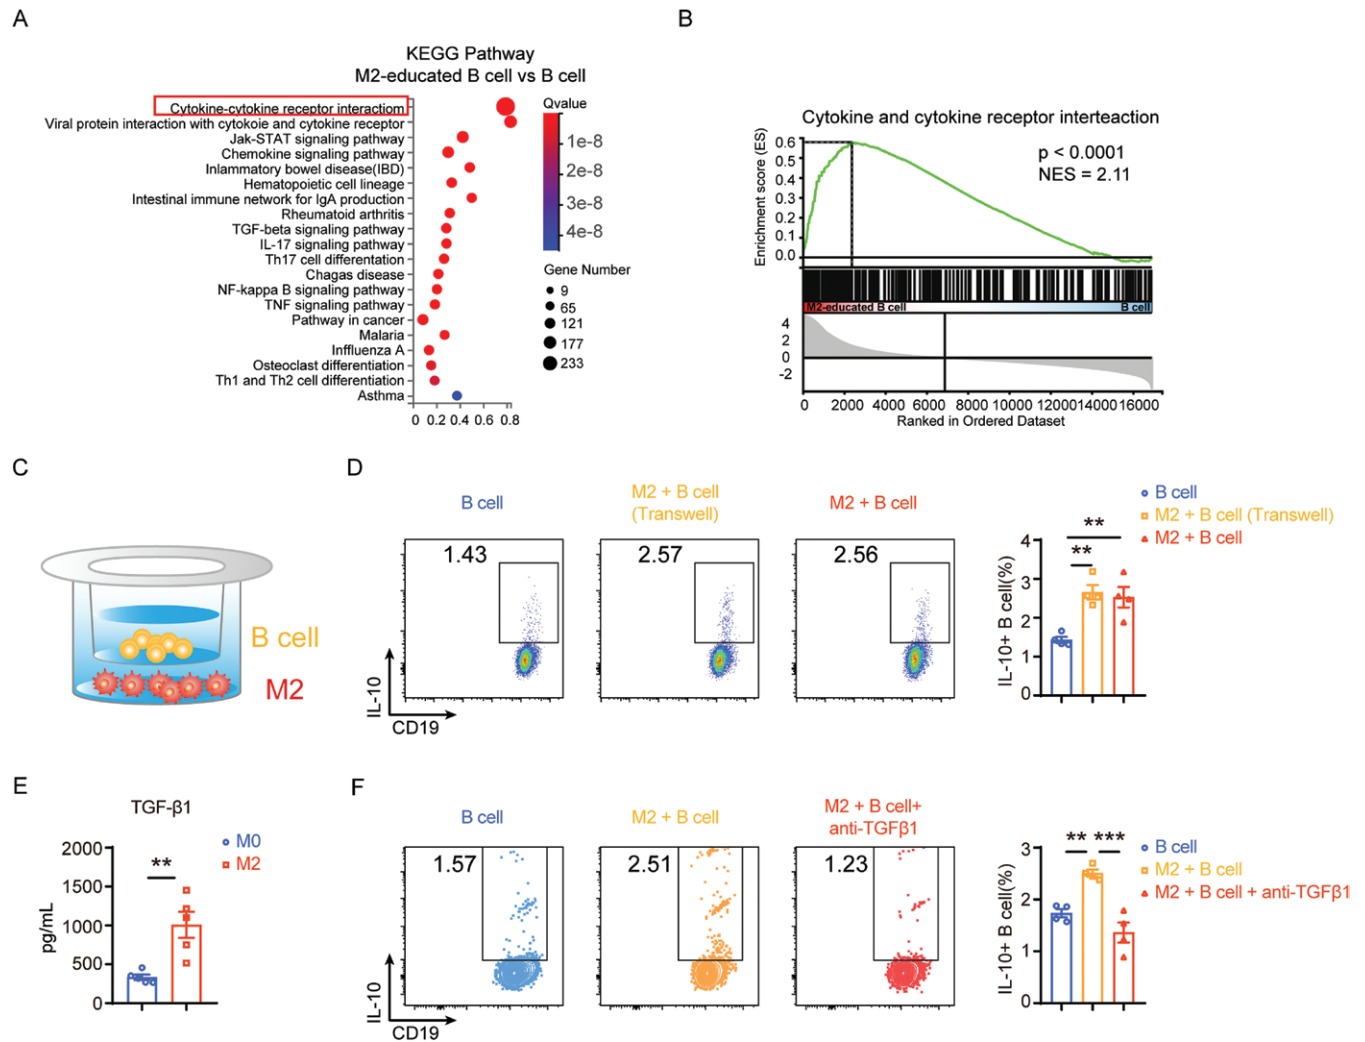 A
KEGG Pathway
M2-educated B cell vs B cell
Cytokine-cytokine receptor interactiom
Viral protein interaction with cytokoie and cytokine receptor
Jak-STAT signaling pathway
Chemokine signaling pathway
Inlammatory bowel disease(IBD)
Hematopoietic cell lineage
Intestinal immune network for IgA production
Rheumatoid arthritis
TGF-beta signaling pathway
IL-17 signaling pathway
Th17 cell differentation
Chagas disease
NF-kappa B signaling pathway
TNF signaling pathway
Pathway in cancer
Malaria
Inffluenza A
Osteoclast differentiation
Th1 and Th2 cell differentiation
Asthma
0 0.2 0.4 0.6 0.8
Qvalue
1e-8
2e-8
3e-8
4e-8
Gene Number
9
65
121
177
233
B
Cytokine and cytokine receptor interteaction
p < 0.0001
NES = 2.11
Enrichment score (ES)
0.6
0.5
0.4
0.3
0.2
0.1
0.0
M2-educated B cell
B cell
4
2
0
-2
0 2000 4000 6000 8000 10000 12000 14000 16000
Ranked in Ordered Dataset
C
B cell
M2
D
B cell
M2 + B cell
(Transwell)
M2 + B cell
1.43
2.57
2.56
IL-10
CD19
B cell
M2 + B cell (Transwell)
M2 + B cell
**
**
IL-10+ B cell(%)
4
3
2
1
0
E
TGF-β1
M0
M2
**
pg/mL
2000
1500
1000
500
0
F
B cell
M2 + B cell
M2 + B cell+
anti-TGFβ1
1.57
2.51
1.23
IL-10
CD19
B cell
M2 + B cell
M2 + B cell + anti-TGFβ1
** ***
IL-10+ B cell(%)
3
2
1
0